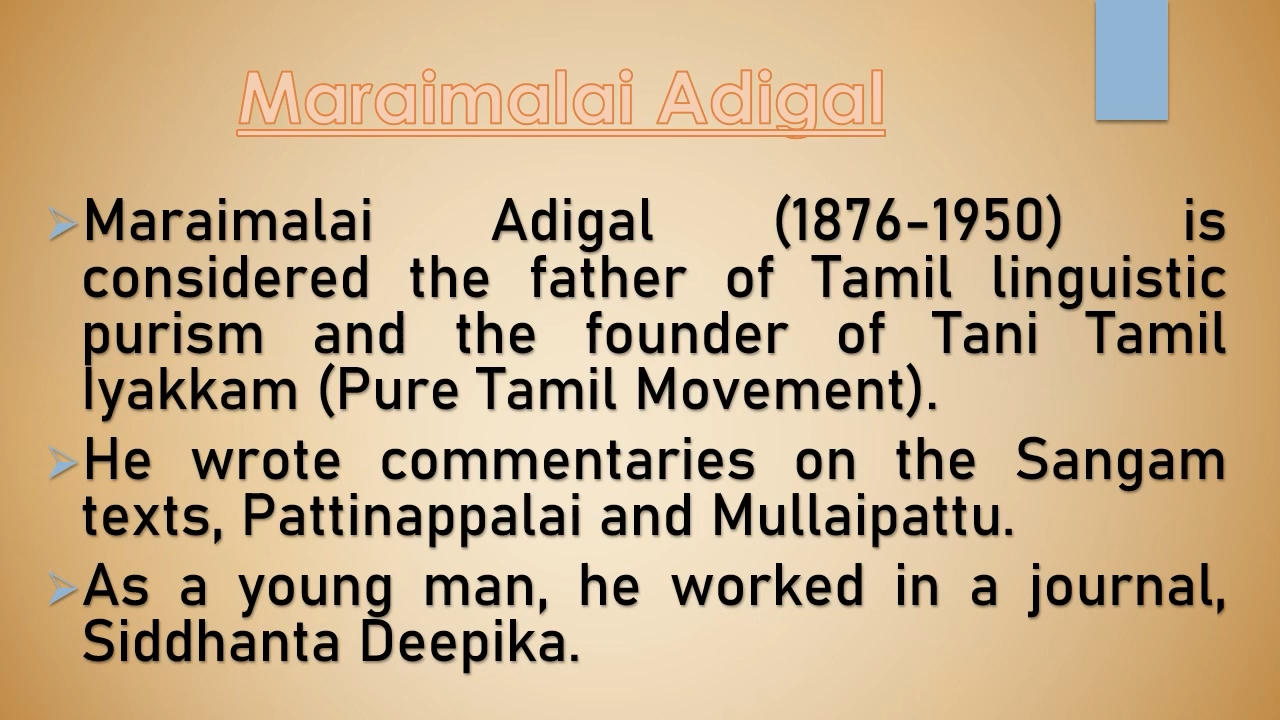 Maraimalai Adigal
Maraimalai Adigal (1876-1950) is
considered the father of Tamil linguistic
purism and the founder of Tani Tamil
Iyakkam (Pure Tamil Movement).
He wrote commentaries on the Sangam
texts, Pattinappalai and Mullaipattu.
As a young man, he worked in a journal,
Siddhanta Deepika.